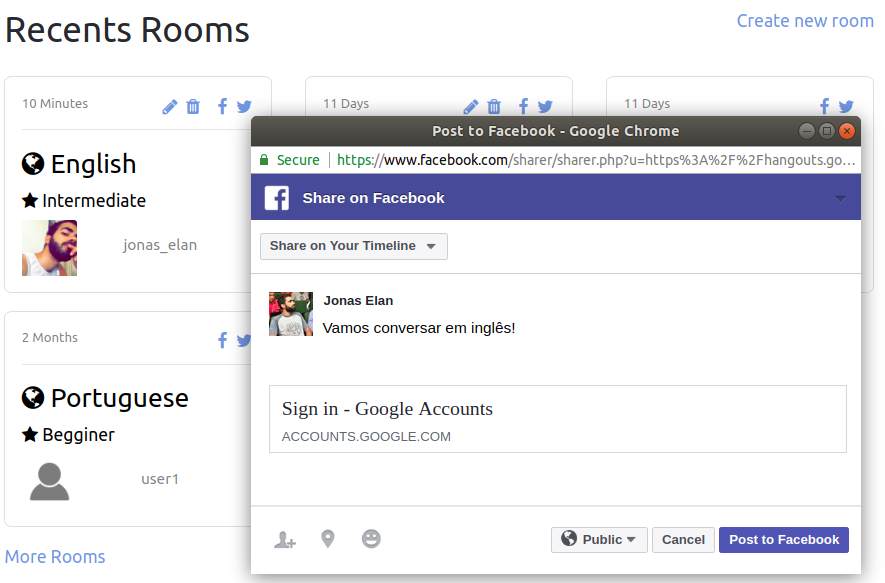 Recents Rooms
Create new room
10 Minutes
11 Days
11 Days
English
Intermediate
jonas_elan
2 Months
Portuguese
Begginer
user1
More Rooms
Post to Facebook - Google Chrome
Secure
https://www.facebook.com/sharer/sharer.php?u=https%3A%2F%2Fhangouts.go...
Share on Facebook
Share on Your Timeline
Jonas Elan
Vamos conversar em inglês!
Sign in - Google Accounts
ACCOUNTS.GOOGLE.COM
Public
Cancel
Post to Facebook